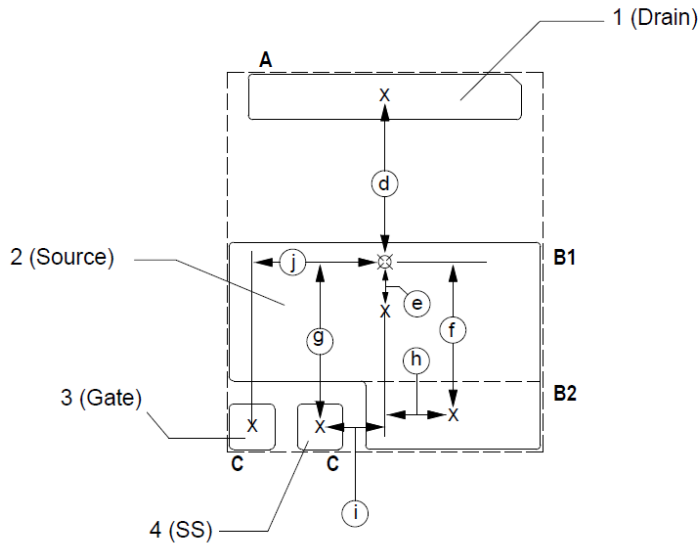 1 (Drain)
A
X
d
2 (Source)
j
B1
e
X
g
f
h
3 (Gate)
B2
X
X
X
C
C
i
4 (SS)